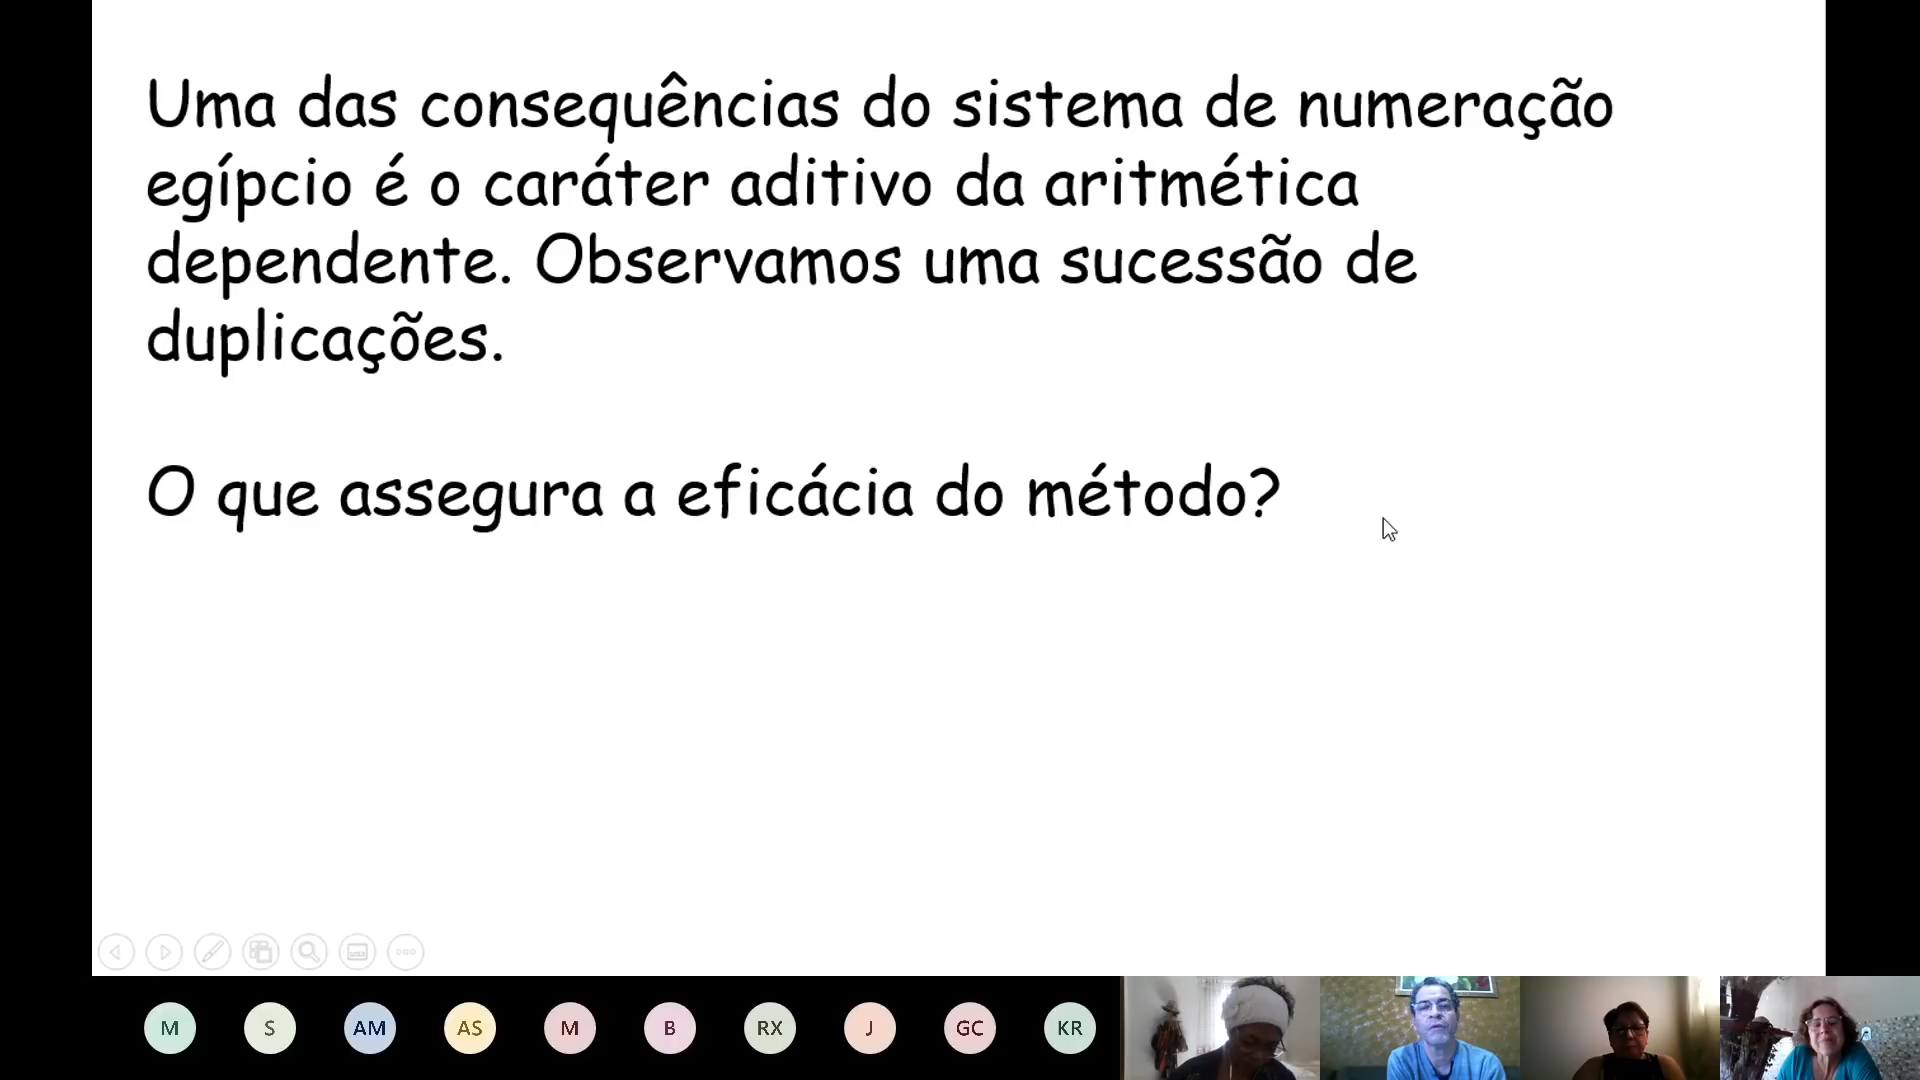 Uma das consequências do sistema de numeração
egípcio é o caráter aditivo da aritmética
dependente. Observamos uma sucessão de
duplicações.
O que assegura a eficácia do método?
M S AM AS M B RX J GC KR